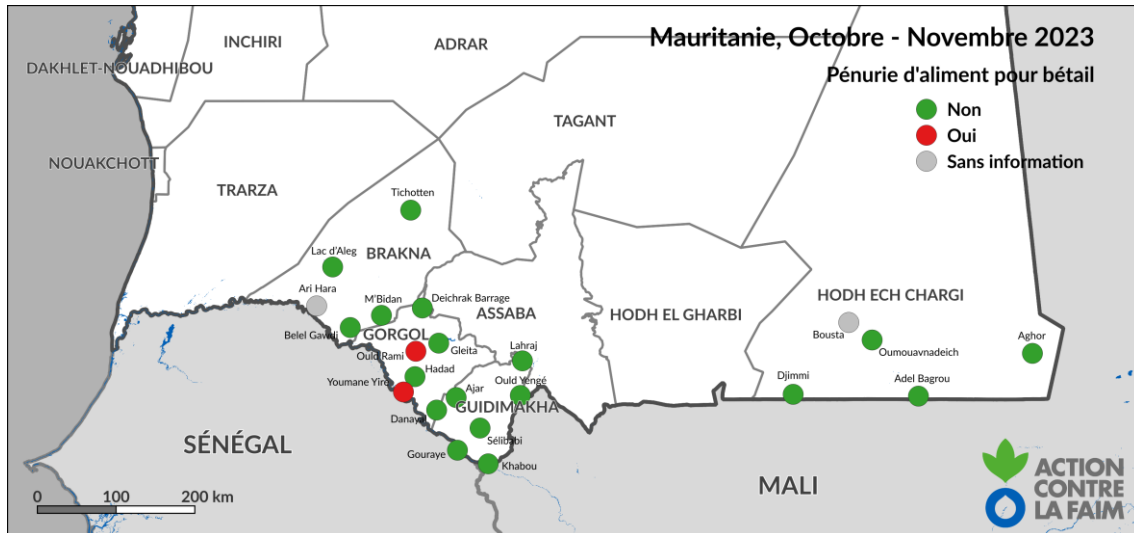 Mauritanie, Octobre - Novembre 2023
Pénurie d'aliment pour bétail
Non
Oui
Sans information
INCHIRI
ADRAR
DAKHLET-NOUADHIBOU
TAGANT
NOUAKCHOTT
TRARZA
Tichotten
Lac d'Aleg
BRAKNA
Ari Hara
M'Bidan
Deichrak Barrage
ASSABA
HODH EL GHARBI
HODH ECH CHARGI
Belel Gawdi
GORGOL
Gleita
Bousta
Oumouavnadeich
Aghor
Ould Rami
Lahraj
Hadad
Youmane Yiré
Ajar
Ould Yengé
Djimmi
Adel Bagrou
GUIDIMAKHA
Sélibabi
Gouraye
Khabou
SÉNÉGAL
MALI
0 100 200 km
ACTION
CONTRE
LA FAIM